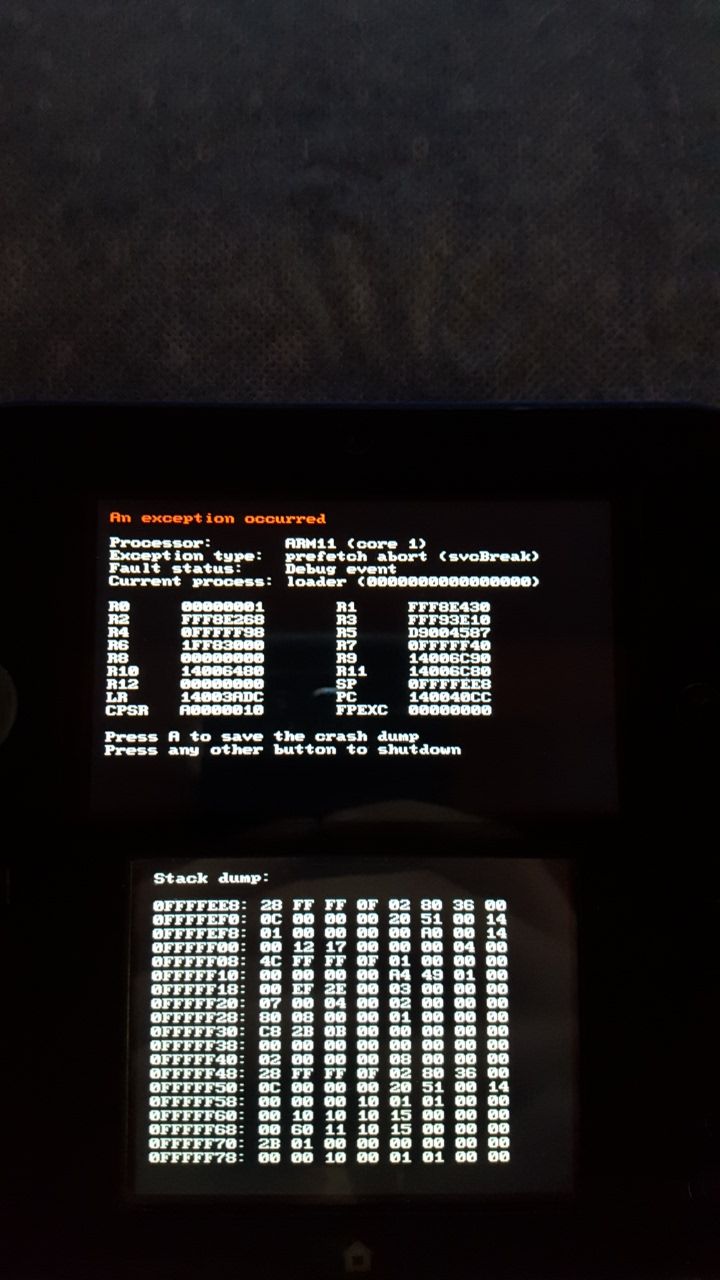 An exception occurred
Processor: ARM11 (core 1)
Exception type: prefetch abort (svcBreak)
Fault status: Debug event
Current process: loader (0000000000000000)
R0 00000001 R1 FFF8E430
R2 FFF8E268 R3 FFF93E10
R4 0FFFFF98 R5 D9004587
R6 1FF83000 R7 0FFFFF40
R8 00000000 R9 14006C90
R10 14006480 R11 14006C80
R12 00000000 SP 0FFFFEE8
LR 14003ADC PC 140040CC
CPSR A0000010 FPEXC 00000000
Press A to save the crash dump
Press any other button to shutdown
Stack dump:
0FFFFEE8: 28 FF FF 0F 02 80 36 00
0FFFFEF0: 0C 00 00 00 20 51 00 14
0FFFFEF8: 01 00 00 00 00 A0 00 14
0FFFFF00: 00 12 17 00 00 00 04 00
0FFFFF08: 4C FF FF 0F 01 00 00 00
0FFFFF10: 00 00 00 00 A4 49 01 00
0FFFFF18: 00 EF 2E 00 03 00 00 00
0FFFFF20: 07 00 04 00 02 00 00 00
0FFFFF28: 80 08 00 00 01 00 00 00
0FFFFF30: C8 2B 0B 00 00 00 00 00
0FFFFF38: 00 00 00 00 00 00 00 00
0FFFFF40: 02 00 00 00 08 00 00 00
0FFFFF48: 28 FF FF 0F 02 80 36 00
0FFFFF50: 0C 00 00 00 20 51 00 14
0FFFFF58: 00 00 00 10 01 01 00 00
0FFFFF60: 00 10 10 10 15 00 00 00
0FFFFF68: 00 60 11 10 15 00 00 00
0FFFFF70: 2B 01 00 00 00 00 00 00
0FFFFF78: 00 00 10 00 01 01 00 00